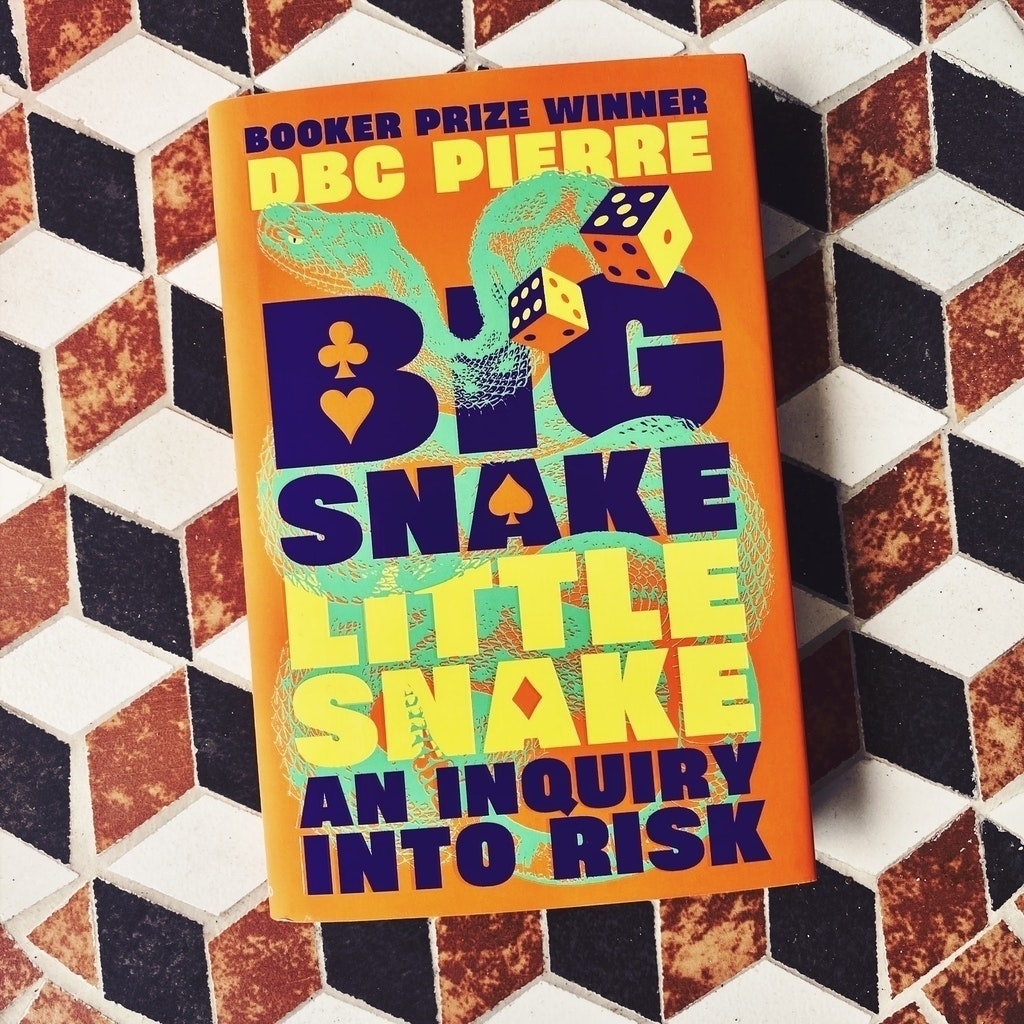 BOOKER PRIZE WINNER
DBC PIERRE
BIG
SNAKE
LITTLE
SNAKE
AN INQUIRY
INTO RISK